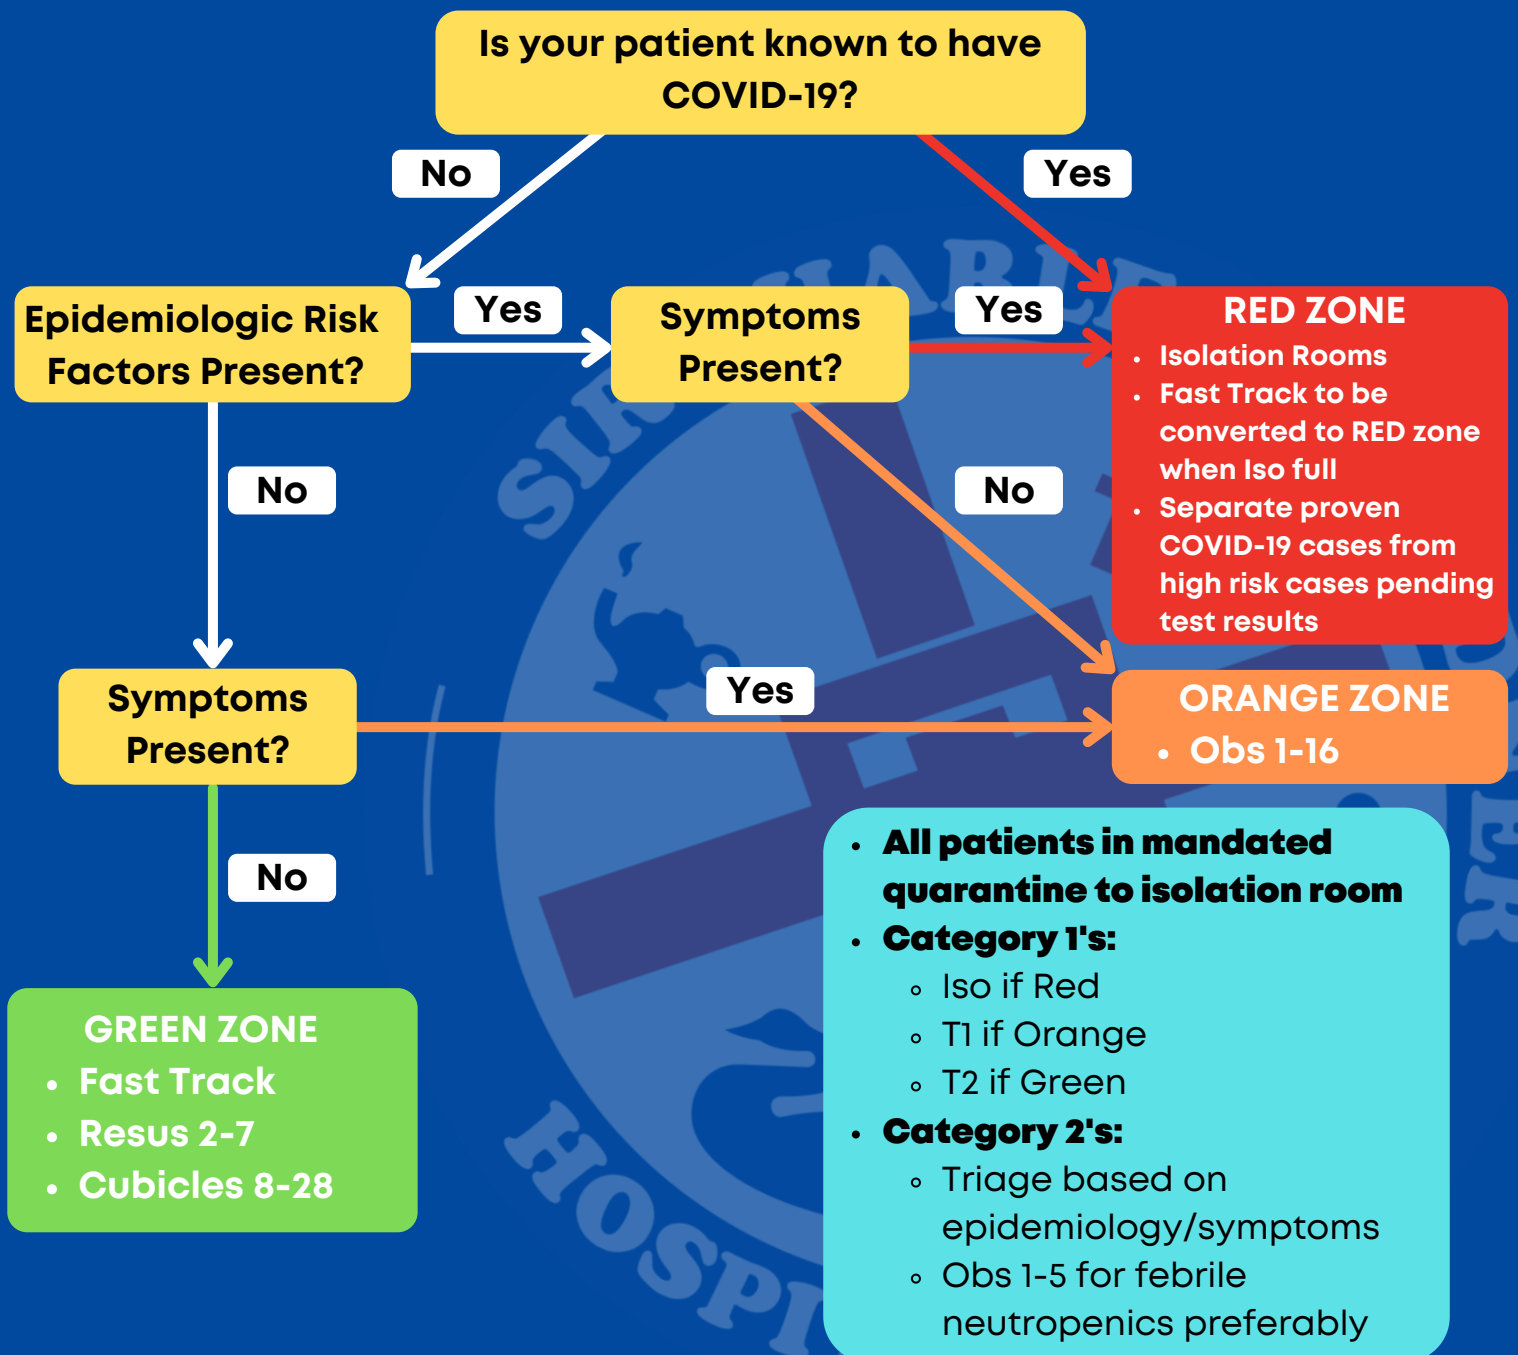 Is your patient known to have
COVID-19?
No
Yes
Epidemiologic Risk
Factors Present?
Yes
Symptoms
Present?
Yes
RED ZONE
• Isolation Rooms
• Fast Track to be
converted to RED zone
when Iso full
• Separate proven
COVID-19 cases from
high risk cases pending
test results
No
No
Symptoms
Present?
Yes
ORANGE ZONE
• Obs 1-16
No
GREEN ZONE
• Fast Track
• Resus 2-7
• Cubicles 8-28
• All patients in mandated
quarantine to isolation room
• Category 1's:
◦ Iso if Red
◦ T1 if Orange
◦ T2 if Green
• Category 2's:
◦ Triage based on
epidemiology/symptoms
◦ Obs 1-5 for febrile
neutropenics preferably
SIR